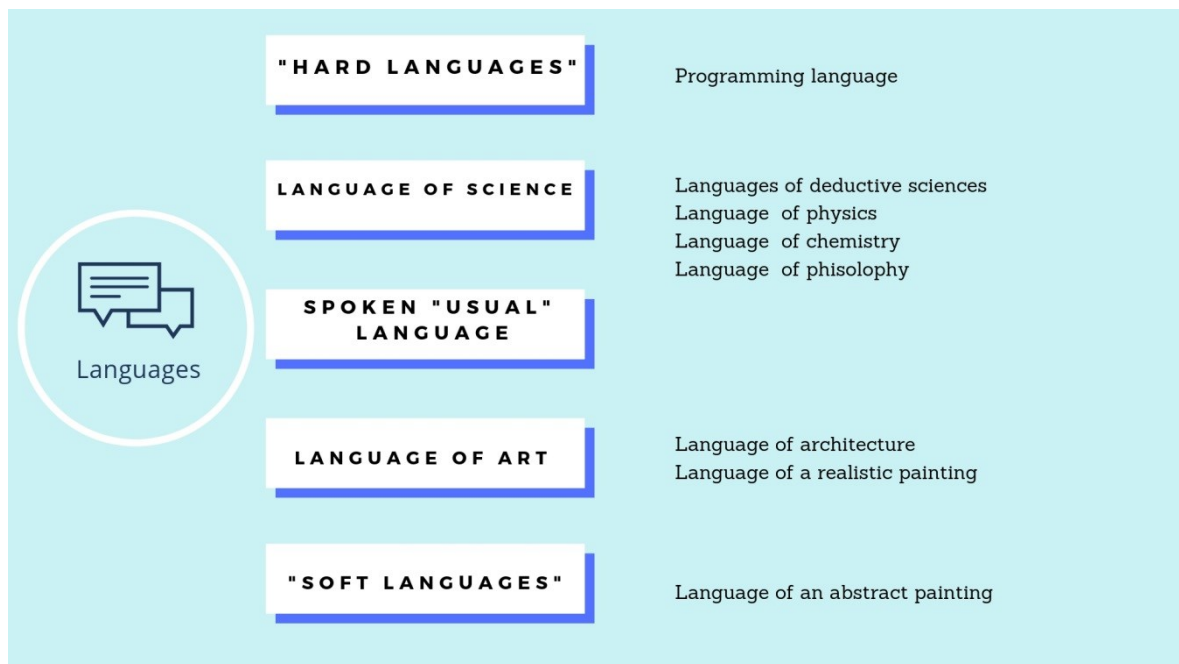 Languages
"HARD LANGUAGES"
Programming language
LANGUAGE OF SCIENCE
Languages of deductive sciences
Language of physics
Language of chemistry
Language of phisolophy
SPOKEN "USUAL"
LANGUAGE
LANGUAGE OF ART
Language of architecture
Language of a realistic painting
"SOFT LANGUAGES"
Language of an abstract painting